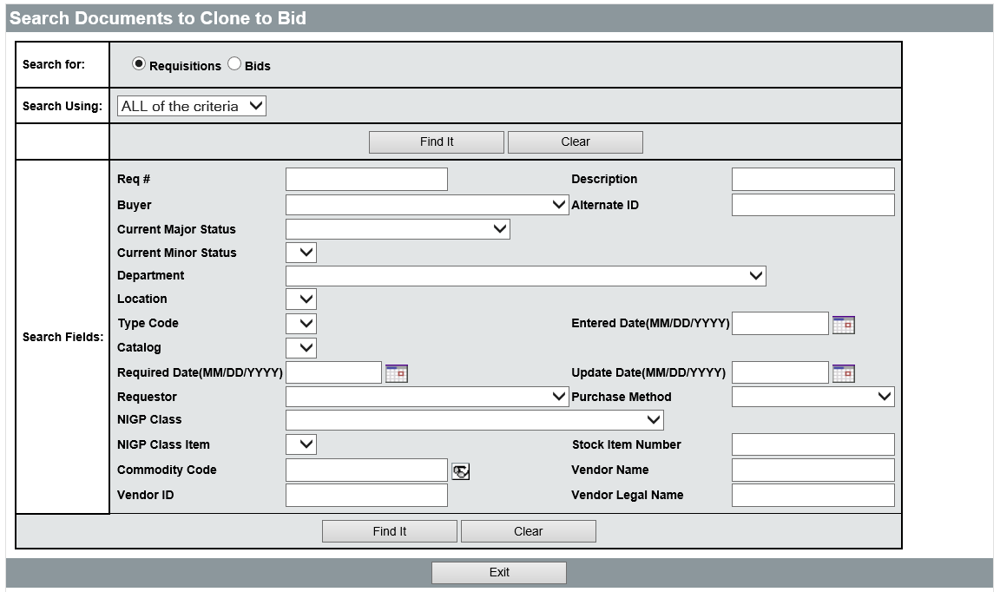 Search Documents to Clone to Bid
Search for: Requisitions Bids
Search Using: ALL of the criteria
Find It Clear
Req # Description
Buyer Alternate ID
Current Major Status
Current Minor Status
Department
Location
Type Code Entered Date(MM/DD/YYYY)
Search Fields:
Catalog
Required Date(MM/DD/YYYY) Update Date(MM/DD/YYYY)
Requestor Purchase Method
NIGP Class
NIGP Class Item Stock Item Number
Commodity Code Vendor Name
Vendor ID Vendor Legal Name
Find It Clear
Exit